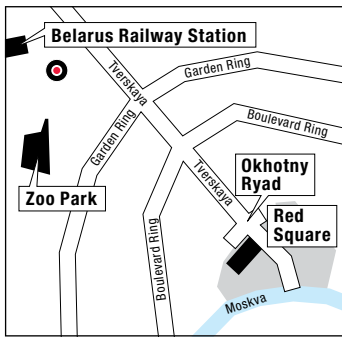 Belarus Railway Station
Tverskaya
Garden Ring
Garden Ring
Boulevard Ring
Tverskaya
Okhotny
Ryad
Zoo Park
Red
Square
Boulevard Ring
Moskva